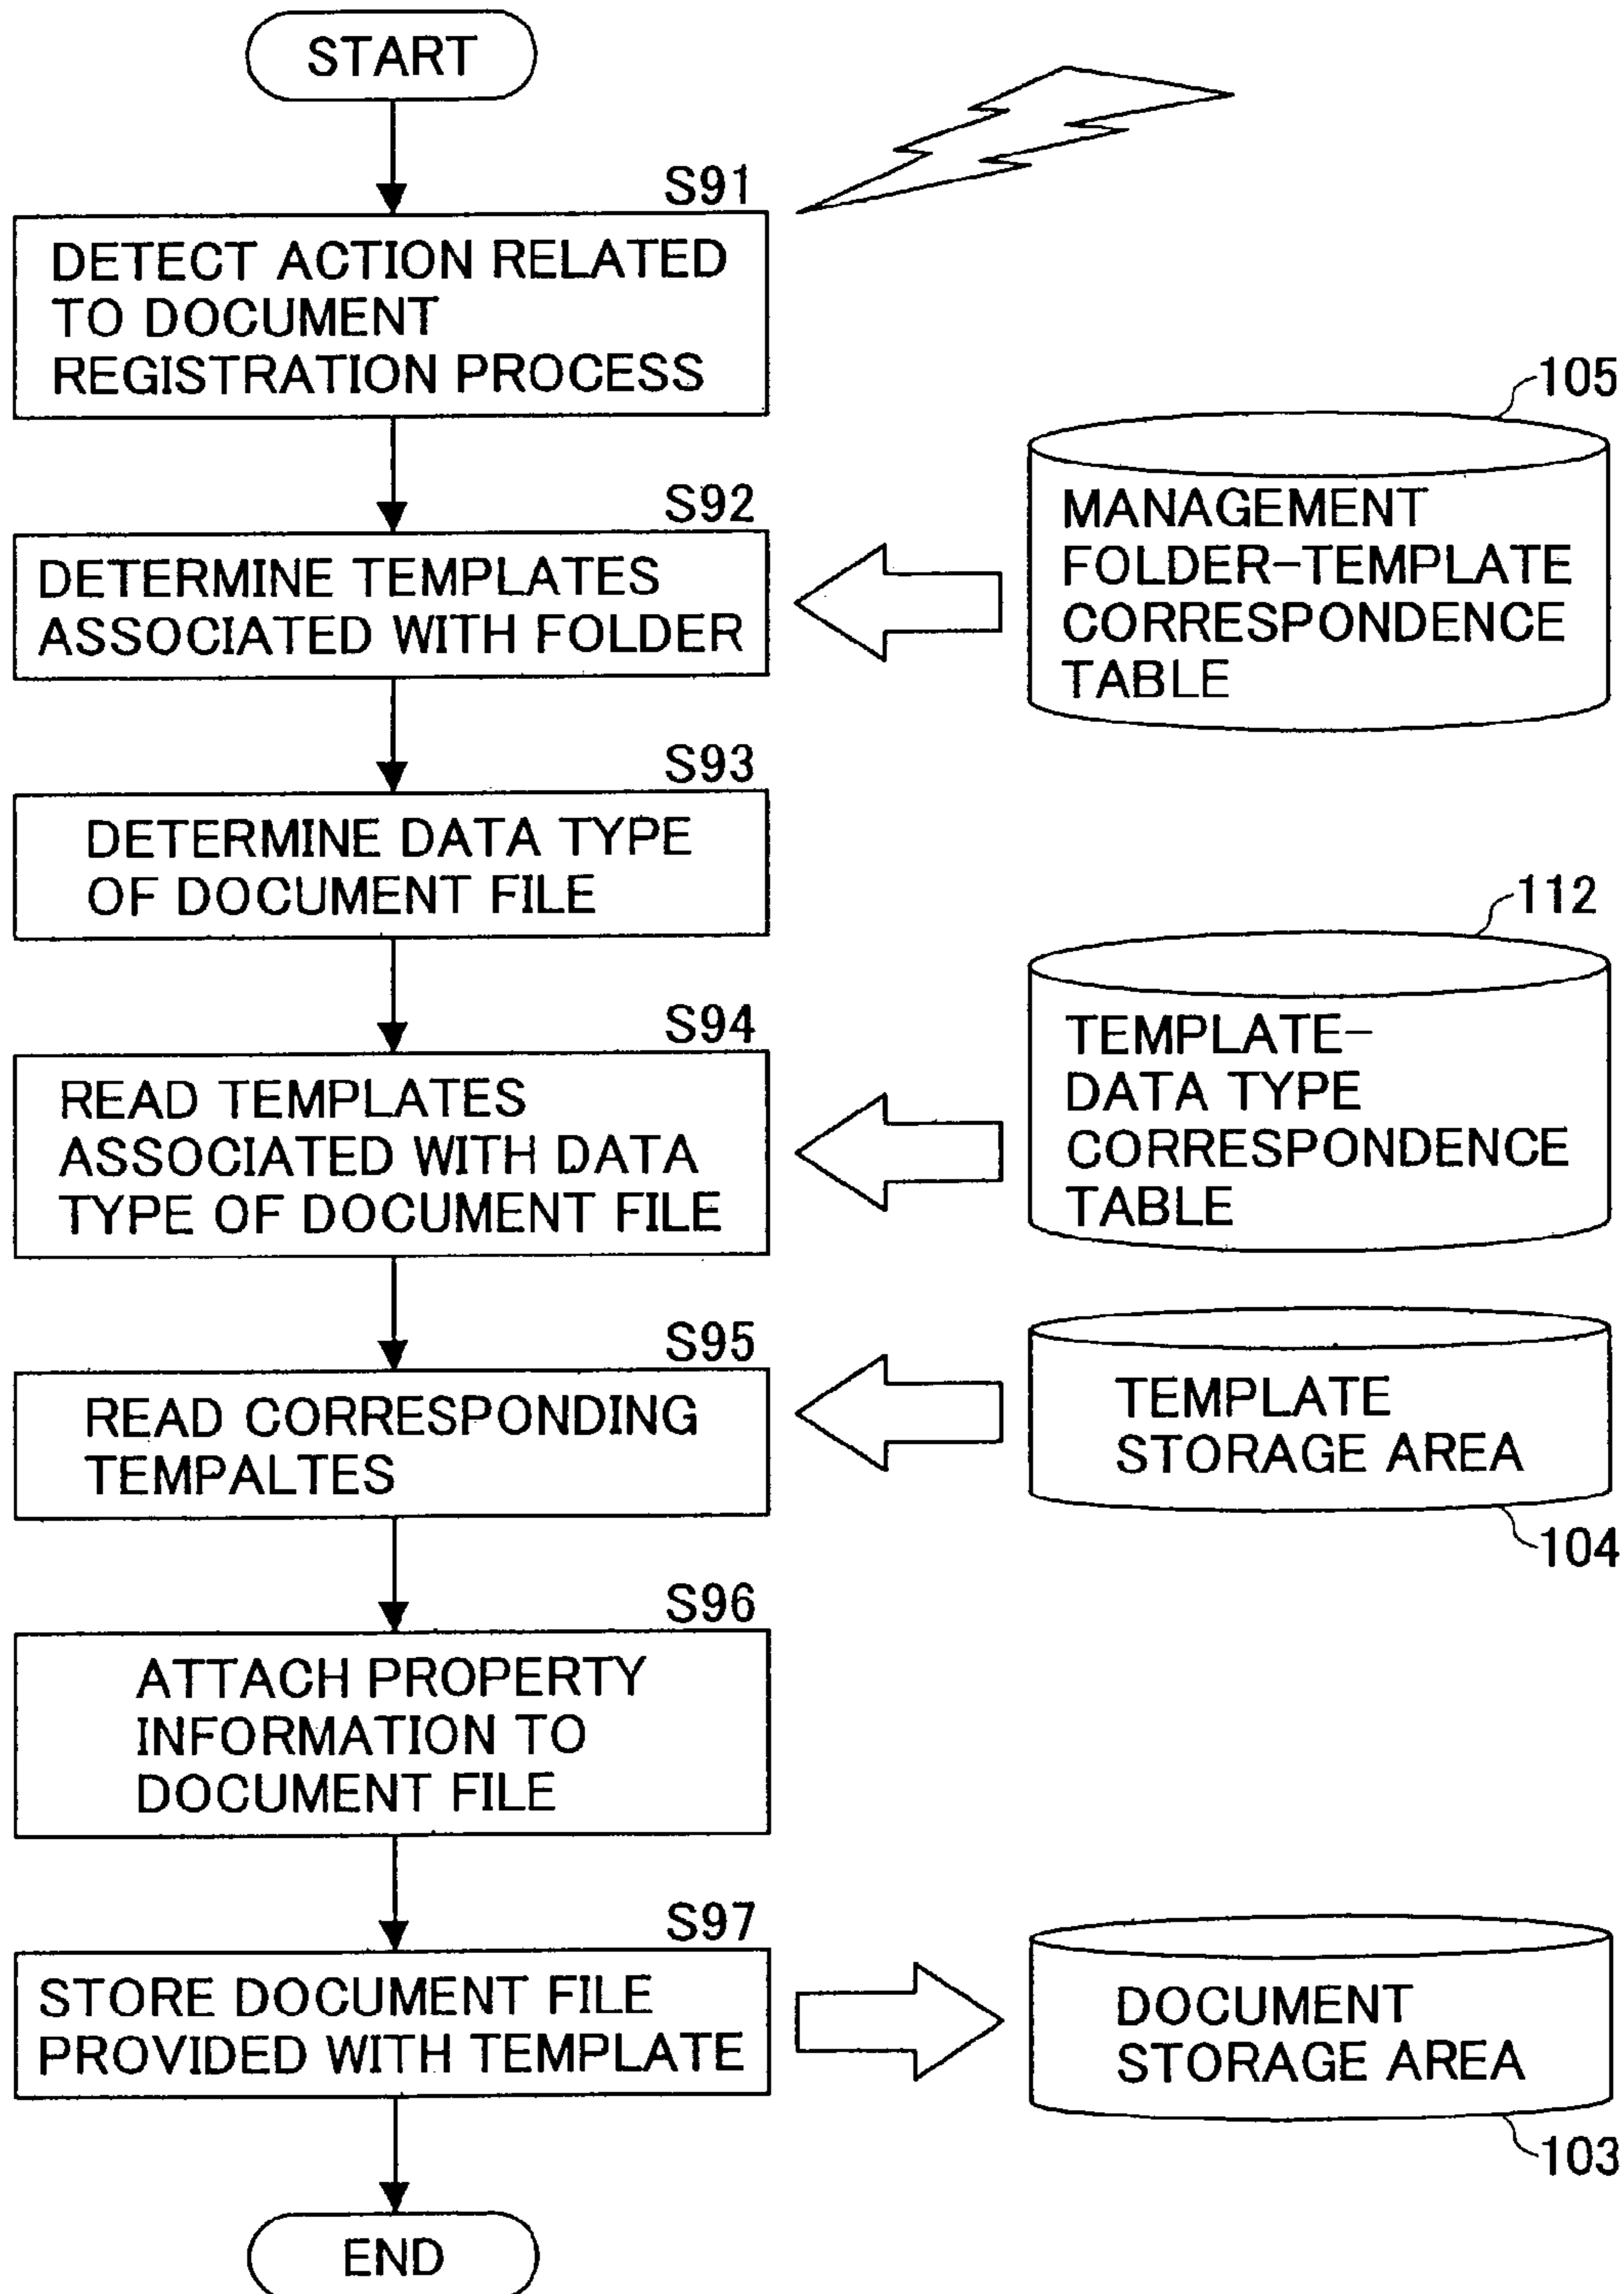 START
S91
DETECT ACTION RELATED
TO DOCUMENT
REGISTRATION PROCESS
105
MANAGEMENT
FOLDER-TEMPLATE
CORRESPONDENCE
TABLE
S92
DETERMINE TEMPLATES
ASSOCIATED WITH FOLDER
S93
DETERMINE DATA TYPE
OF DOCUMENT FILE
112
TEMPLATE-
DATA TYPE
CORRESPONDENCE
TABLE
S94
READ TEMPLATES
ASSOCIATED WITH DATA
TYPE OF DOCUMENT FILE
S95
READ CORRESPONDING
TEMPALTES
TEMPLATE
STORAGE AREA
104
S96
ATTACH PROPERTY
INFORMATION TO
DOCUMENT FILE
S97
STORE DOCUMENT FILE
PROVIDED WITH TEMPLATE
DOCUMENT
STORAGE AREA
103
END